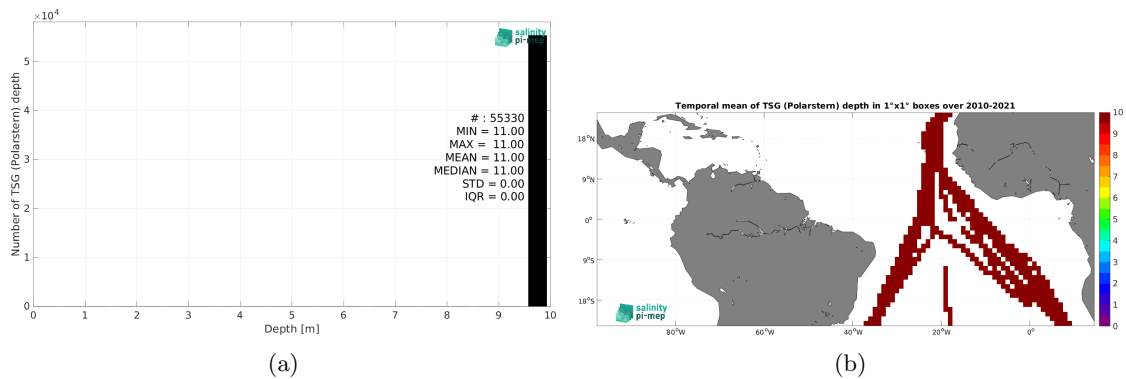 ×10⁴
5
4
3
2
1
0
Number of TSG (Polarstern) depth
salinity
pi-mep
# : 55330
MIN = 11.00
MAX = 11.00
MEAN = 11.00
MEDIAN = 11.00
STD = 0.00
IQR = 0.00
0 1 2 3 4 5 6 7 8 9 10
Depth [m]
(a)
Temporal mean of TSG (Polarstern) depth in 1°x1° boxes over 2010-2021
18°N
9°N
0°
9°S
18°S
80°W 60°W 40°W 20°W 0°
salinity
pi-mep
10
9
8
7
6
5
4
3
2
1
0
(b)